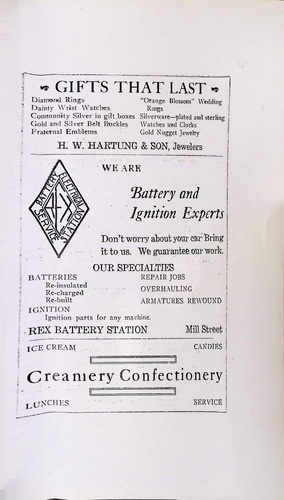 GIFTS THAT LAST
Diamond Rings
Dainty Wrist Watches
Community Silver in gift boxes
Gold and Silver Belt Buckles
Fraternal Emblems
"Orange Blossom" Wedding
Rings
Silverware—plated and sterling
Watches and Clocks
Gold Nugget Jewelty
H. W. HARTUNG & SON, Jewelers
WE ARE
BATTERY
ELECTRICAL
SERVICE
STATION
Battery and
Ignition Experts
Don't worry about your car Bring
it to us. We guarantee our work.
OUR SPECIALTIES
BATTERIES
Re-insulated
Re-charged
Re-built
REPAIR JOBS
OVERHAULING
ARMATURES REWOUND
IGNITION
Ignition parts for any machine.
REX BATTERY STATION Mill Street
ICE CREAM CANDIES
Creamery Confectionery
LUNCHES SERVICE